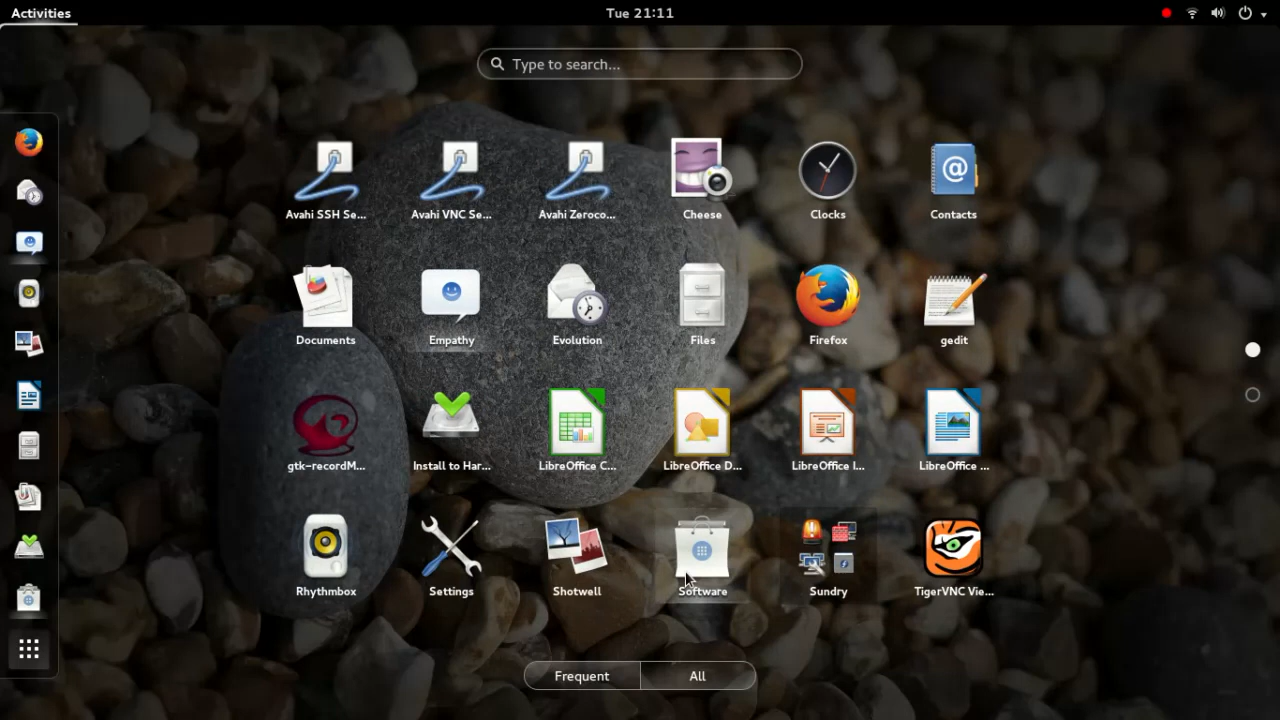 Activities
Tue 21:11
Type to search...
Avahi SSH Se...
Avahi VNC Se...
Avahi Zeroco...
Cheese
Clocks
Contacts
Documents
Empathy
Evolution
Files
Firefox
gedit
gtk-recordM...
Install to Har...
LibreOffice C...
LibreOffice D...
LibreOffice I...
LibreOffice ...
Rhythmbox
Settings
Shotwell
Software
Sundry
TigerVNC Vie...
Frequent
All